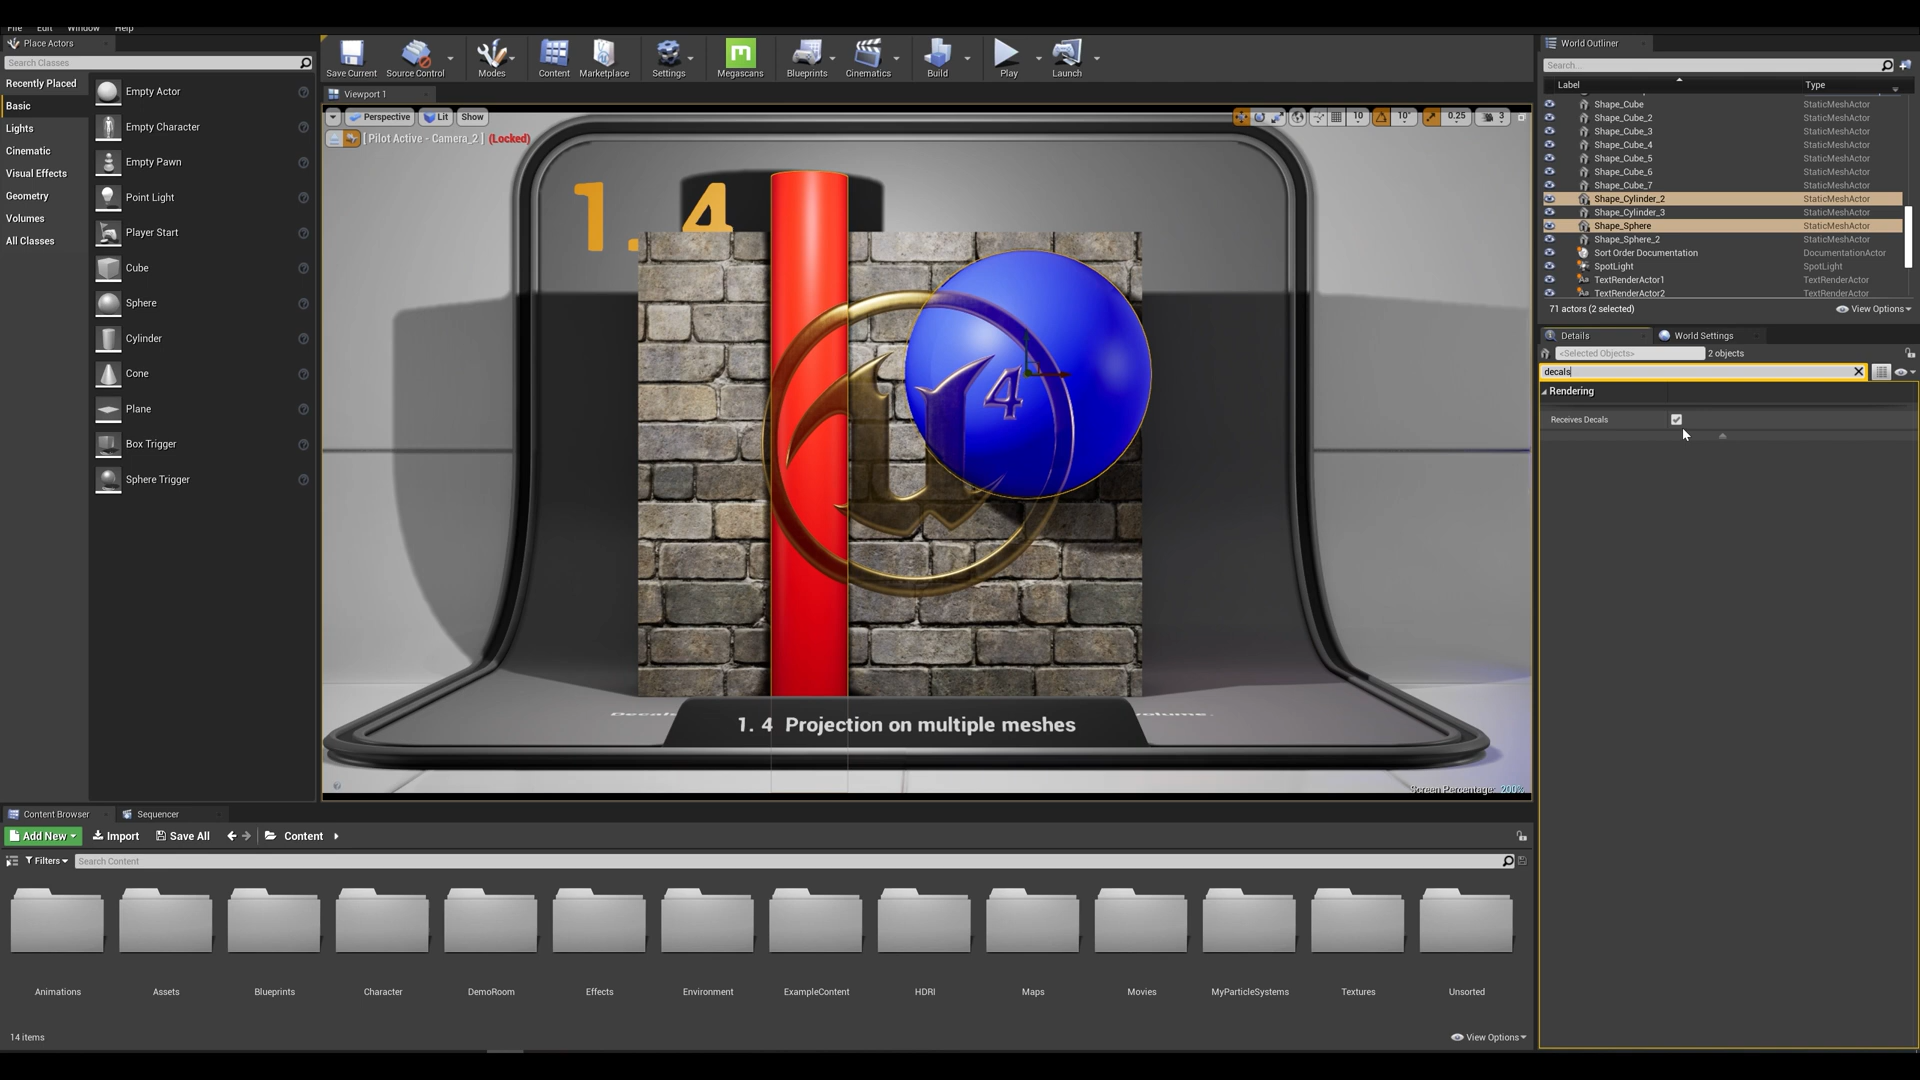 File Edit Window Help
Place Actors
Search Classes
Recently Placed
Basic
Lights
Cinematic
Visual Effects
Geometry
Volumes
All Classes
Empty Actor
Empty Character
Empty Pawn
Point Light
Player Start
Cube
Sphere
Cylinder
Cone
Plane
Box Trigger
Sphere Trigger
Save Current
Source Control
Modes
Content
Marketplace
Settings
Megascans
Blueprints
Cinematics
Build
Play
Launch
Viewport 1
Perspective Lit Show
10 10° 0.25 3
[ Pilot Active - Camera_2 ] (Locked)
1. 4
4
1. 4 Projection on multiple meshes
Screen Percentage: 200%
World Outliner
Search...
Label Type
Shape_Cube StaticMeshActor
Shape_Cube_2 StaticMeshActor
Shape_Cube_3 StaticMeshActor
Shape_Cube_4 StaticMeshActor
Shape_Cube_5 StaticMeshActor
Shape_Cube_6 StaticMeshActor
Shape_Cube_7 StaticMeshActor
Shape_Cylinder_2 StaticMeshActor
Shape_Cylinder_3 StaticMeshActor
Shape_Sphere StaticMeshActor
Shape_Sphere_2 StaticMeshActor
Sort Order Documentation DocumentationActor
SpotLight SpotLight
TextRenderActor1 TextRenderActor
TextRenderActor2 TextRenderActor
71 actors (2 selected) View Options
Details World Settings
<Selected Objects> 2 objects
decals
Rendering
Receives Decals
Content Browser Sequencer
Add New Import Save All Content
Filters Search Content
Animations Assets Blueprints Character DemoRoom Effects Environment ExampleContent HDRI Maps Movies MyParticleSystems Textures Unsorted
14 items View Options